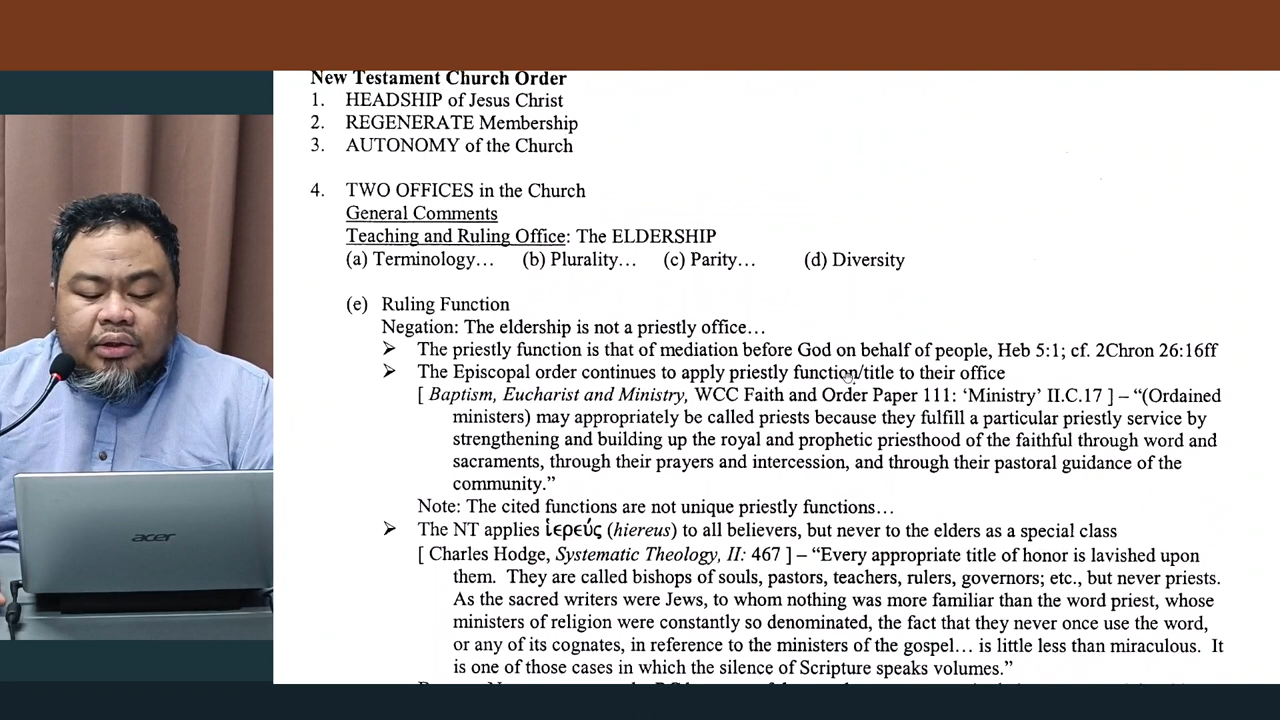 New Testament Church Order
1. HEADSHIP of Jesus Christ
2. REGENERATE Membership
3. AUTONOMY of the Church
4. TWO OFFICES in the Church
General Comments
Teaching and Ruling Office: The ELDERSHIP
(a) Terminology… (b) Plurality… (c) Parity… (d) Diversity
(e) Ruling Function
Negation: The eldership is not a priestly office…
➢ The priestly function is that of mediation before God on behalf of people, Heb 5:1; cf. 2Chron 26:16ff
➢ The Episcopal order continues to apply priestly function/title to their office
[ Baptism, Eucharist and Ministry, WCC Faith and Order Paper 111: ‘Ministry’ II.C.17 ] – “(Ordained
ministers) may appropriately be called priests because they fulfill a particular priestly service by
strengthening and building up the royal and prophetic priesthood of the faithful through word and
sacraments, through their prayers and intercession, and through their pastoral guidance of the
community.”
Note: The cited functions are not unique priestly functions…
➢ The NT applies ἱερεύς (hiereus) to all believers, but never to the elders as a special class
[ Charles Hodge, Systematic Theology, II: 467 ] – “Every appropriate title of honor is lavished upon
them. They are called bishops of souls, pastors, teachers, rulers, governors; etc., but never priests.
As the sacred writers were Jews, to whom nothing was more familiar than the word priest, whose
ministers of religion were constantly so denominated, the fact that they never once use the word,
or any of its cognates, in reference to the ministers of the gospel… is little less than miraculous. It
is one of those cases in which the silence of Scripture speaks volumes.”
acer